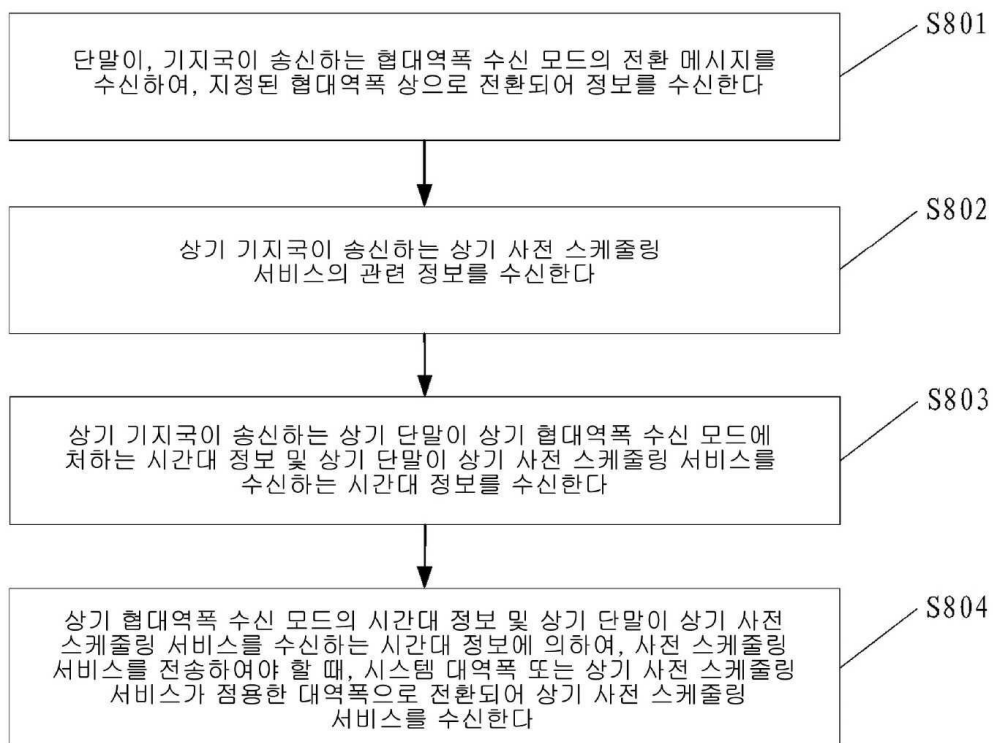 S801
단말이, 기지국이 송신하는 협대역폭 수신 모드의 전환 메시지를
수신하여, 지정된 협대역폭 상으로 전환되어 정보를 수신한다
S802
상기 기지국이 송신하는 상기 사전 스케줄링
서비스의 관련 정보를 수신한다
S803
상기 기지국이 송신하는 상기 단말이 상기 협대역폭 수신 모드에
처하는 시간대 정보 및 상기 단말이 상기 사전 스케줄링 서비스를
수신하는 시간대 정보를 수신한다
S804
상기 협대역폭 수신 모드의 시간대 정보 및 상기 단말이 상기 사전
스케줄링 서비스를 수신하는 시간대 정보에 의하여, 사전 스케줄링
서비스를 전송하여야 할 때, 시스템 대역폭 또는 상기 사전 스케줄링
서비스가 점용한 대역폭으로 전환되어 상기 사전 스케줄링
서비스를 수신한다